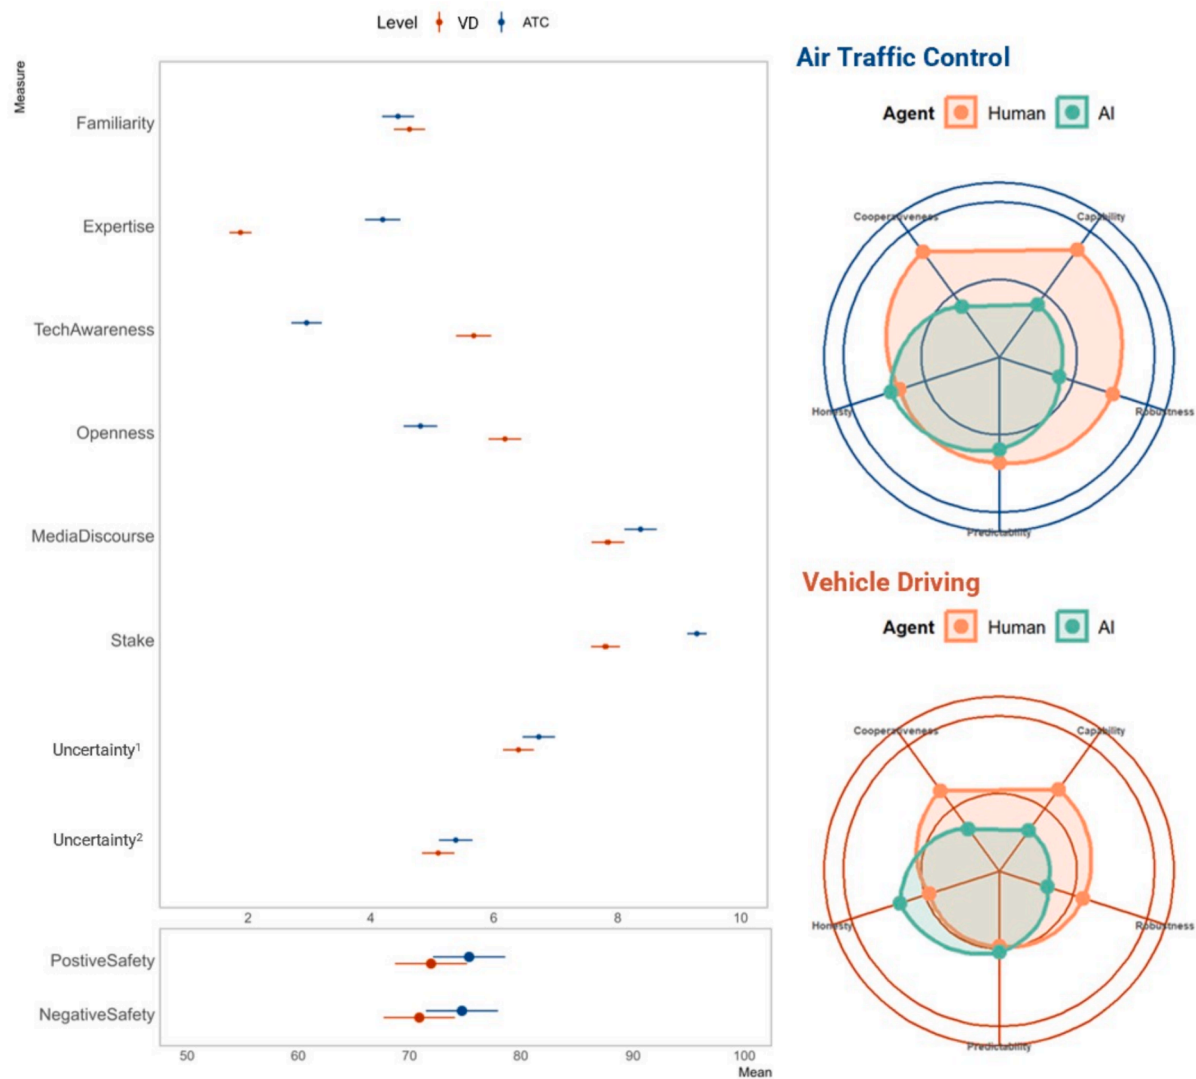 Level VD ATC
Measure
Familiarity
Expertise
TechAwareness
Openness
MediaDiscourse
Stake
Uncertainty¹
Uncertainty²
2 4 6 8 10
PostiveSafety
NegativeSafety
50 60 70 80 90 100
Mean
Air Traffic Control
Agent Human AI
Cooperativeness Capability
Honesty Robustness
Predictability
Vehicle Driving
Agent Human AI
Cooperativeness Capability
Honesty Robustness
Predictability